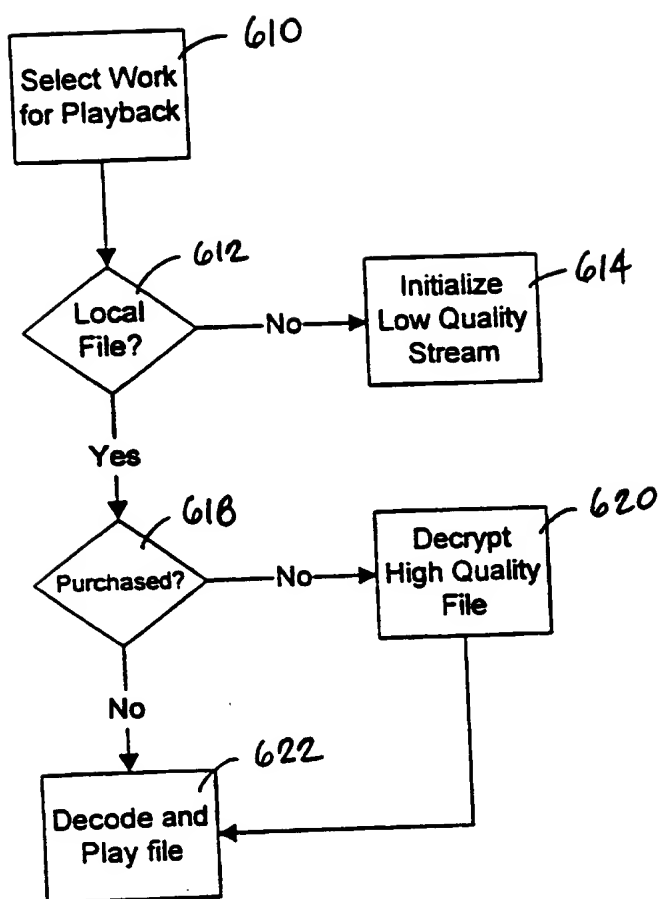 610
Select Work
for Playback
612
Local
File?
No
614
Initialize
Low Quality
Stream
Yes
618
Purchased?
No
620
Decrypt
High Quality
File
No
622
Decode and
Play file